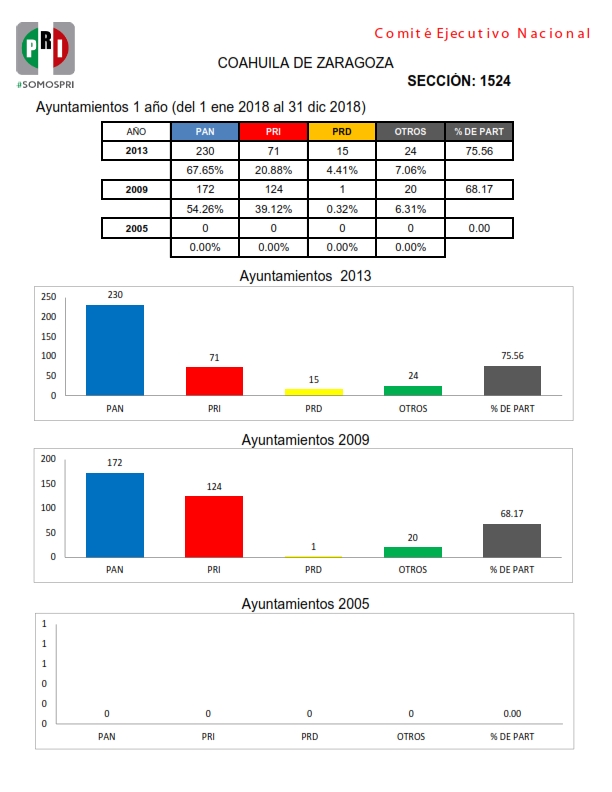 PRI
#SOMOSPRI
Comité Ejecutivo Nacional
COAHUILA DE ZARAGOZA
SECCIÓN: 1524
Ayuntamientos 1 año (del 1 ene 2018 al 31 dic 2018)
AÑO PAN PRI PRD OTROS % DE PART
2013 230 71 15 24 75.56
67.65% 20.88% 4.41% 7.06%
2009 172 124 1 20 68.17
54.26% 39.12% 0.32% 6.31%
2005 0 0 0 0 0.00
0.00% 0.00% 0.00% 0.00%
Ayuntamientos 2013
250
200
150
100
50
0
230 71 15 24 75.56
PAN PRI PRD OTROS % DE PART
Ayuntamientos 2009
200
150
100
50
0
172 124 1 20 68.17
PAN PRI PRD OTROS % DE PART
Ayuntamientos 2005
1
1
1
0
0
0
0 0 0 0 0.00
PAN PRI PRD OTROS % DE PART